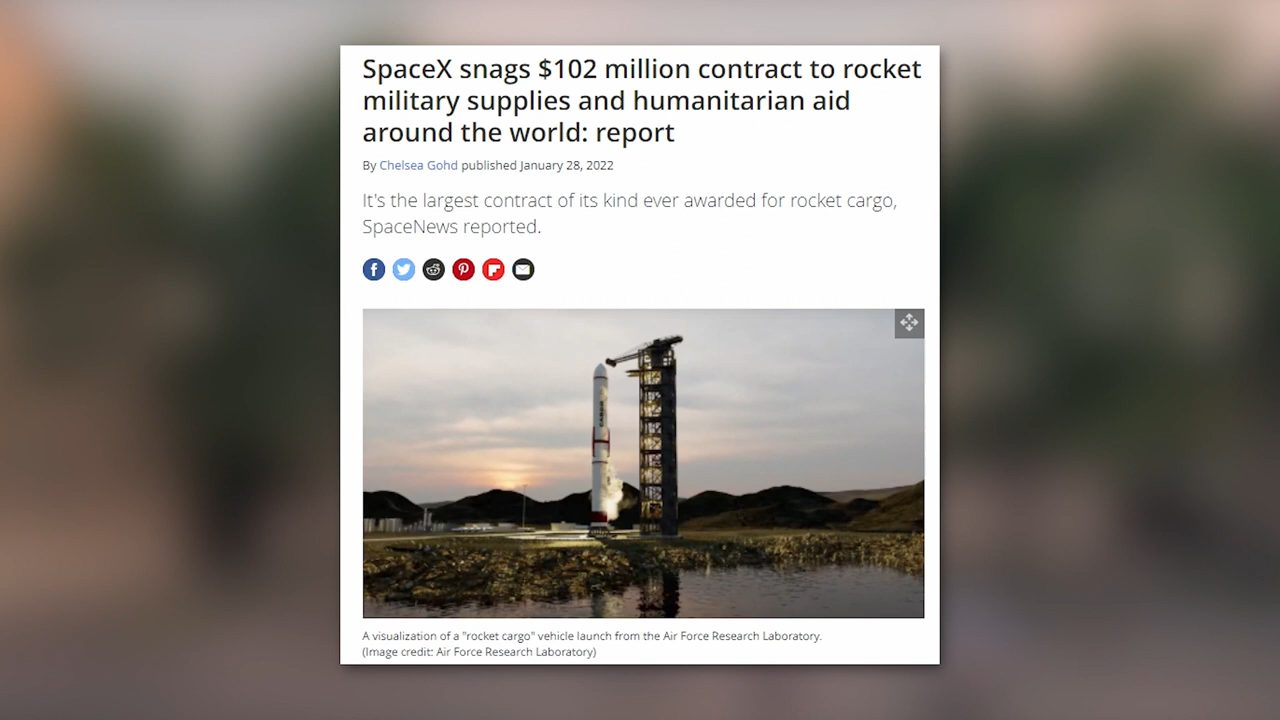 SpaceX snags $102 million contract to rocket
military supplies and humanitarian aid
around the world: report
By Chelsea Gohd published January 28, 2022
It's the largest contract of its kind ever awarded for rocket cargo,
SpaceNews reported.
CARGO
A visualization of a "rocket cargo" vehicle launch from the Air Force Research Laboratory.
(Image credit: Air Force Research Laboratory)